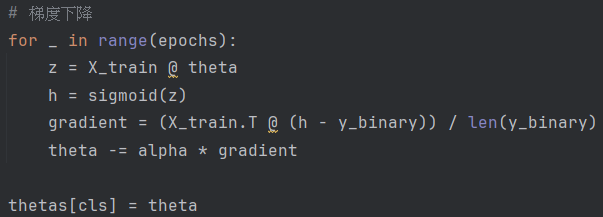 # 梯度下降
for _ in range(epochs):
    z = X_train @ theta
    h = sigmoid(z)
    gradient = (X_train.T @ (h - y_binary)) / len(y_binary)
    theta -= alpha * gradient
thetas[cls] = theta